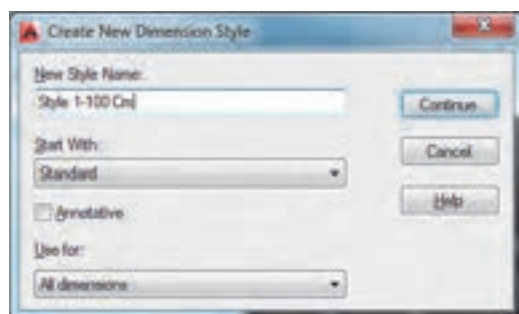 Create New Dimension Style
New Style Name:
Style 1-100 Cm
Continue
Start With:
Cancel
Standard
Help
Annotative
Use for:
All dimensions